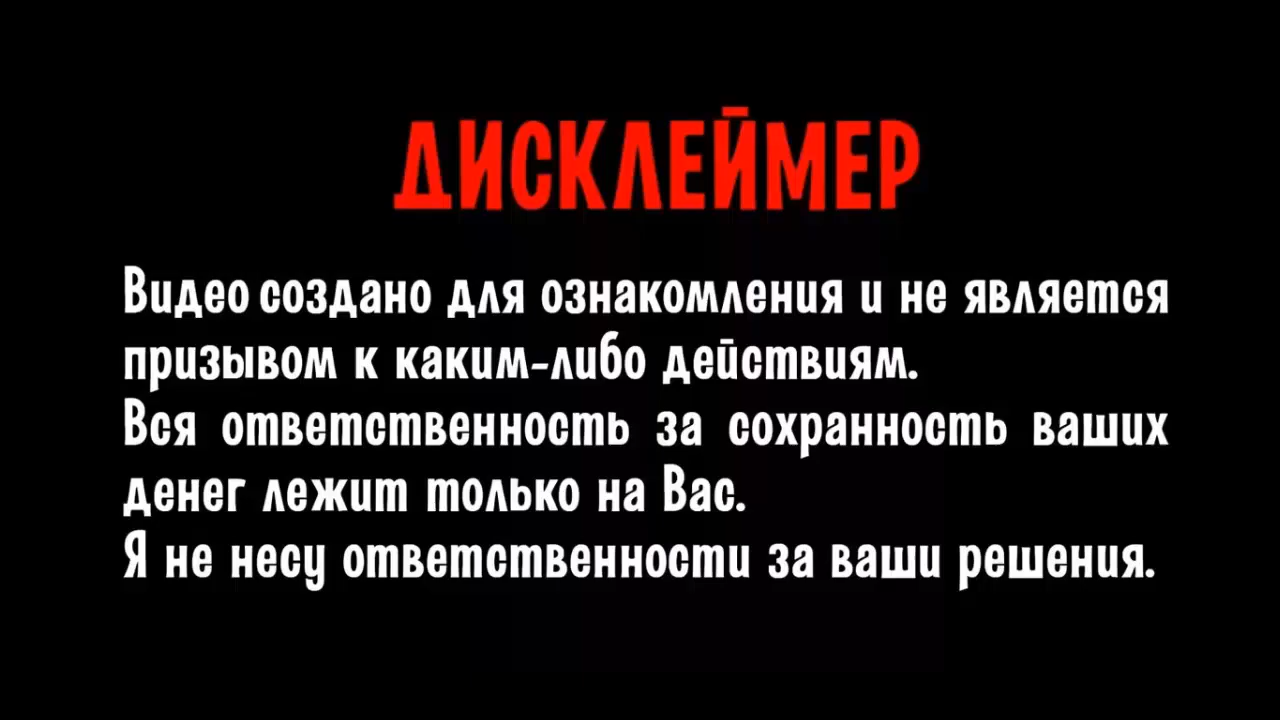 ДИСКЛЕЙМЕР
Видео создано для ознакомления и не является
призывом к каким-либо действиям.
Вся ответственность за сохранность ваших
денег лежит только на Вас.
Я не несу ответственности за ваши решения.